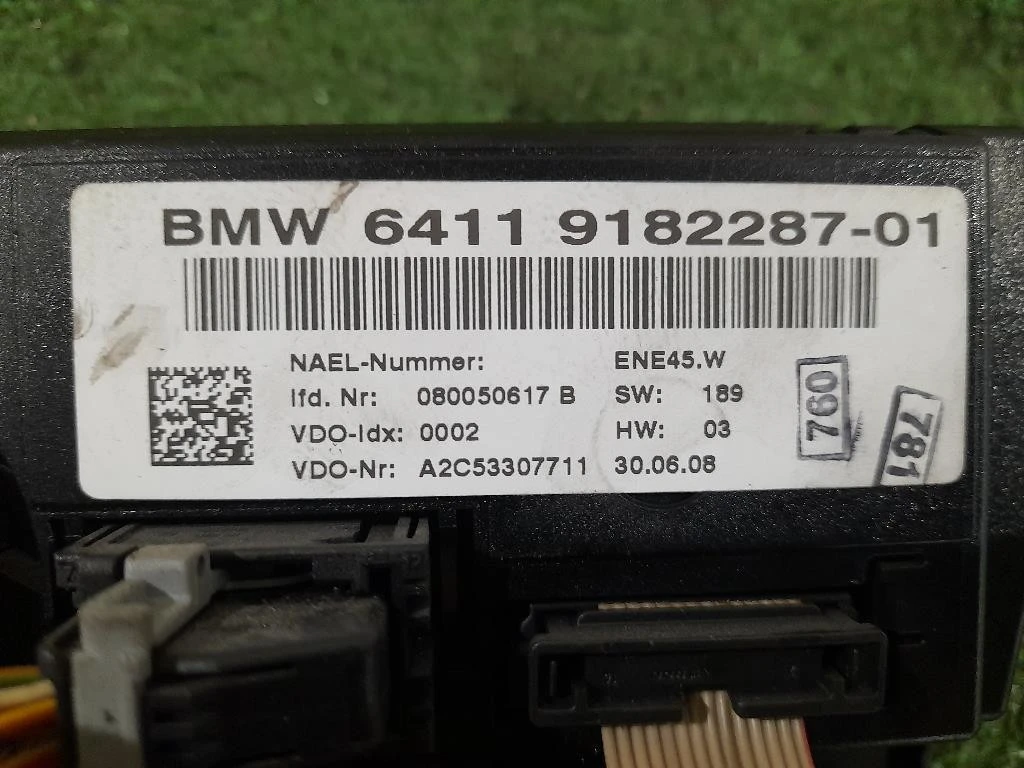 BMW 6411 9182287-01
NAEL-Nummer: ENE45.W
lfd. Nr: 080050617 B SW: 189
VDO-Idx: 0002 HW: 03
VDO-Nr: A2C53307711 30.06.08
760
781